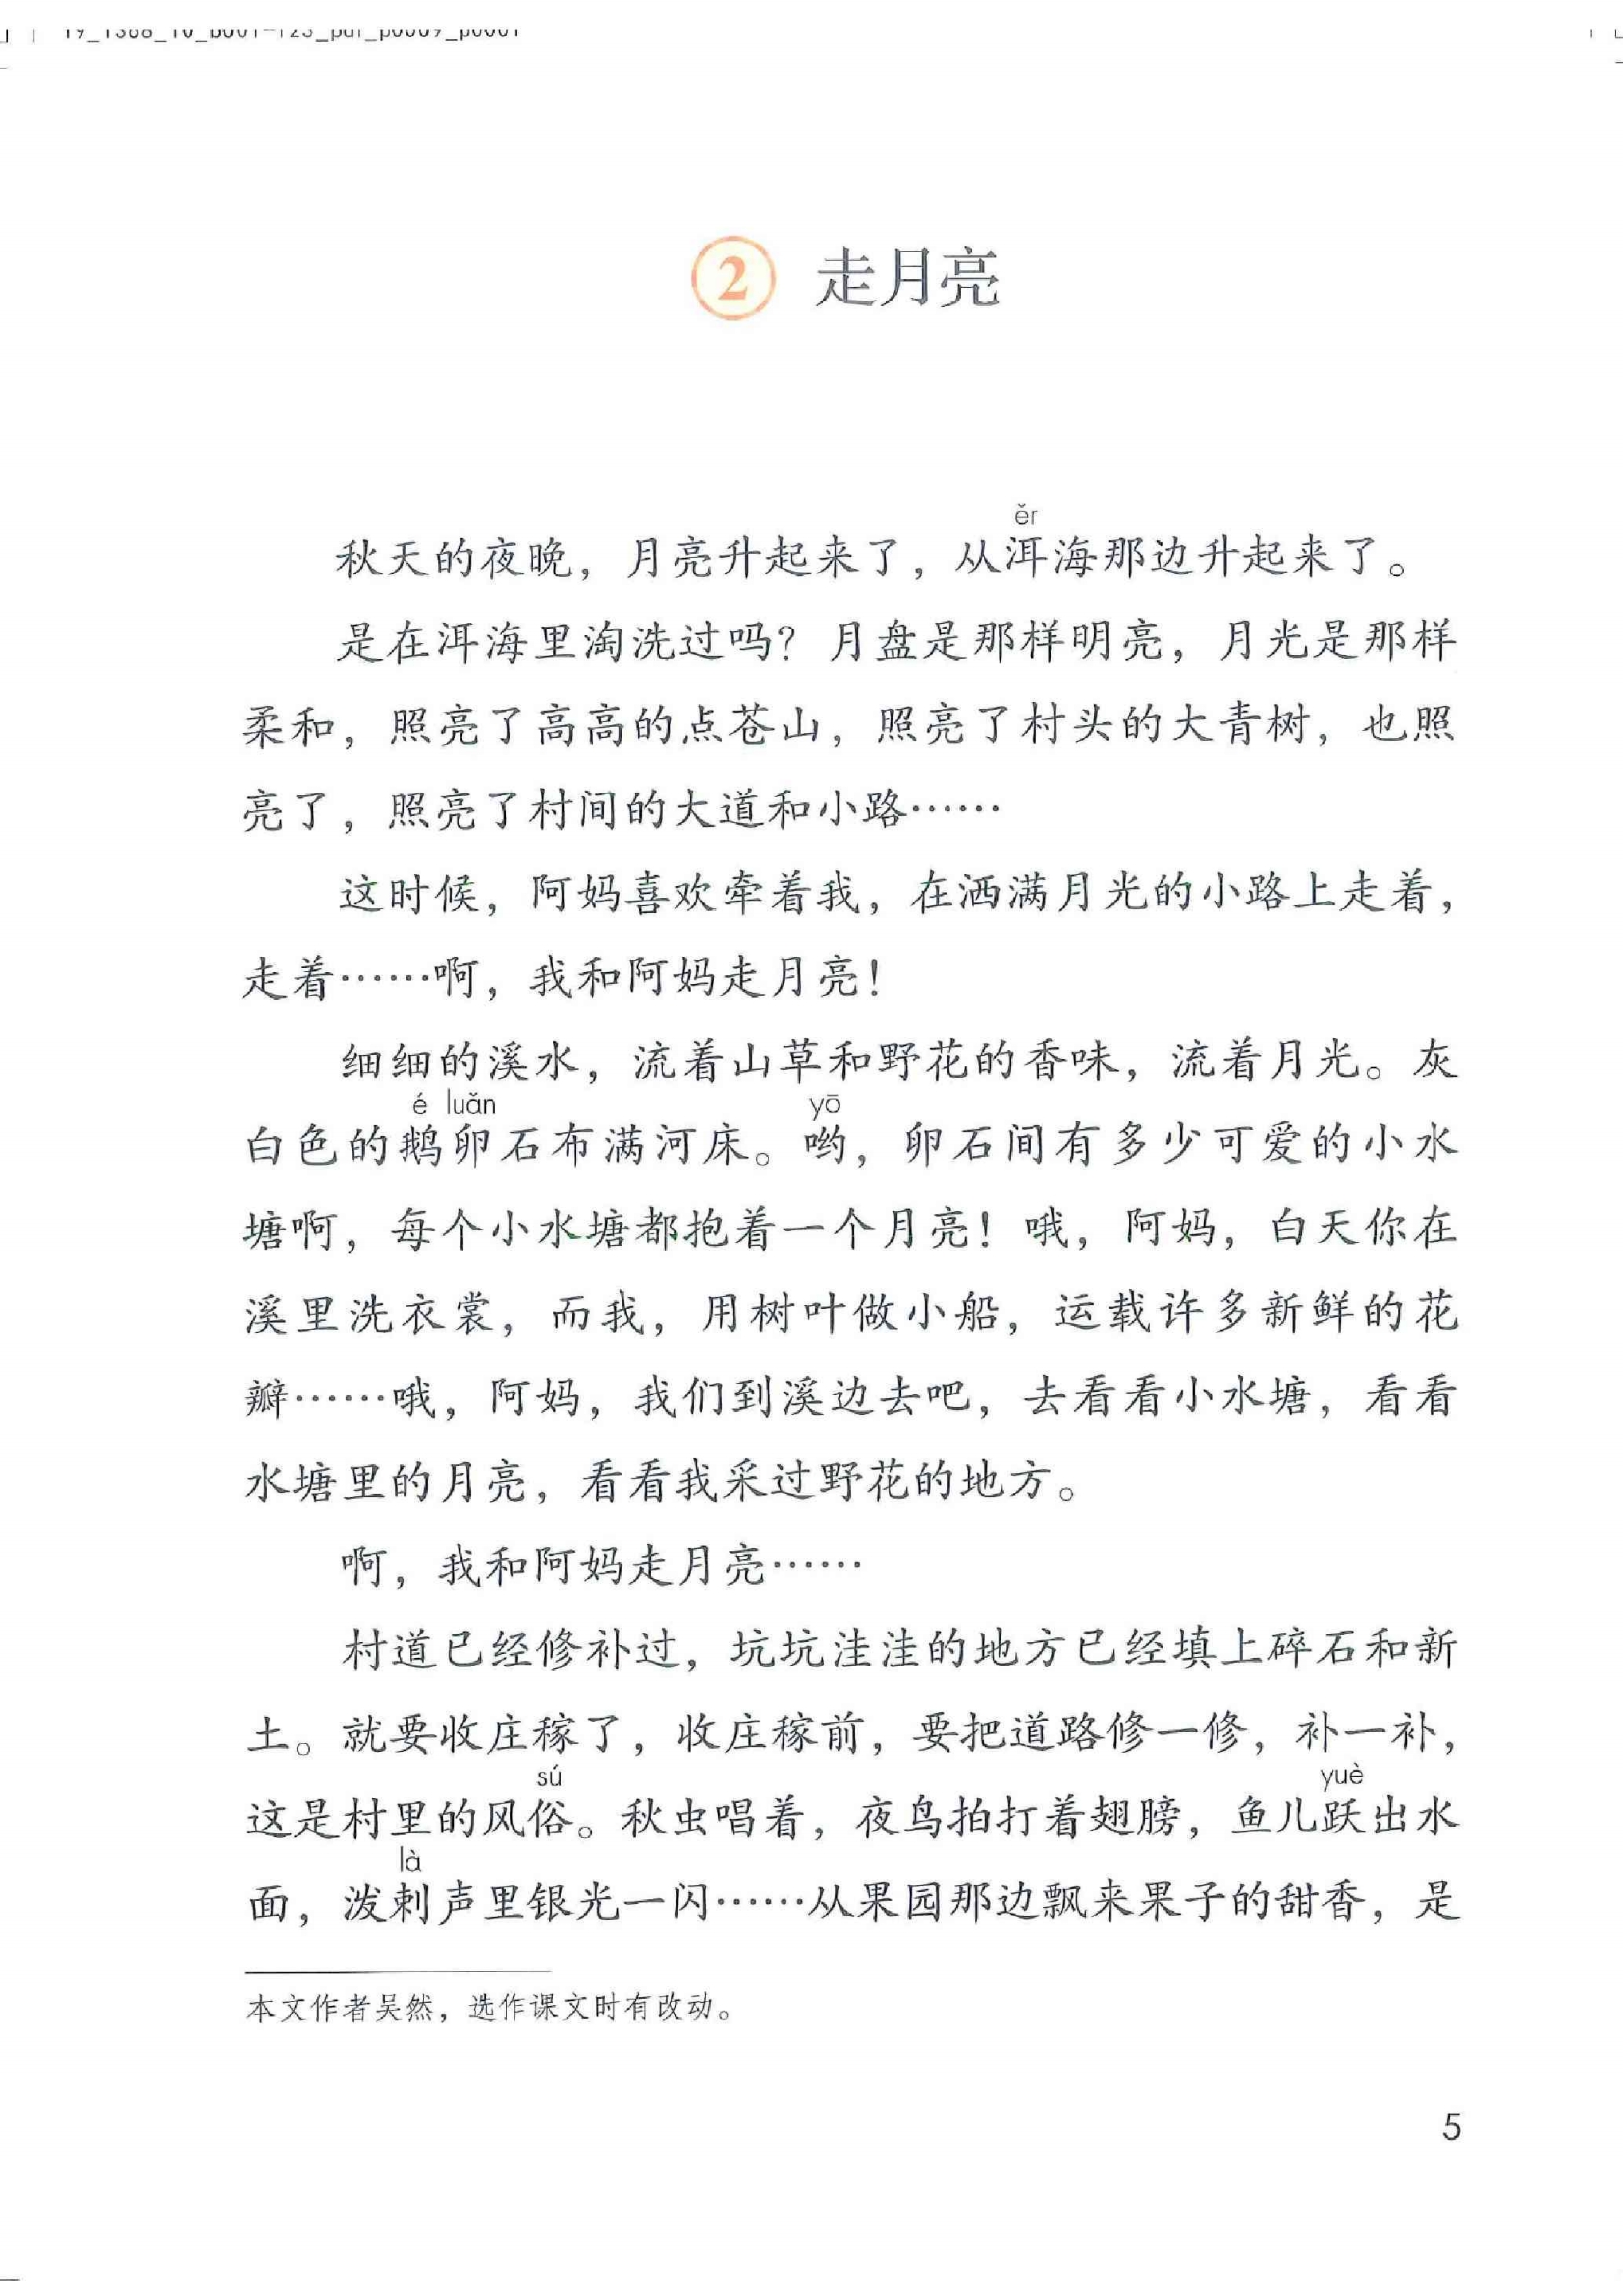 2 走月亮
ěr
秋天的夜晚，月亮升起来了，从洱海那边升起来了。
是在洱海里淘洗过吗？月盘是那样明亮，月光是那样
柔和，照亮了高高的点苍山，照亮了村头的大青树，也照
亮了，照亮了村间的大道和小路……
这时候，阿妈喜欢牵着我，在洒满月光的小路上走着，
走着……啊，我和阿妈走月亮！
细细的溪水，流着山草和野花的香味，流着月光。灰
é luǎn yō
白色的鹅卵石布满河床。哟，卵石间有多少可爱的小水
塘啊，每个小水塘都抱着一个月亮！哦，阿妈，白天你在
溪里洗衣裳，而我，用树叶做小船，运载许多新鲜的花
瓣……哦，阿妈，我们到溪边去吧，去看看小水塘，看看
水塘里的月亮，看看我采过野花的地方。
啊，我和阿妈走月亮……
村道已经修补过，坑坑洼洼的地方已经填上碎石和新
土。就要收庄稼了，收庄稼前，要把道路修一修，补一补，
sú yuè
这是村里的风俗。秋虫唱着，夜鸟拍打着翅膀，鱼儿跃出水
là
面，泼剌声里银光一闪……从果园那边飘来果子的甜香，是
本文作者吴然，选作课文时有改动。
5